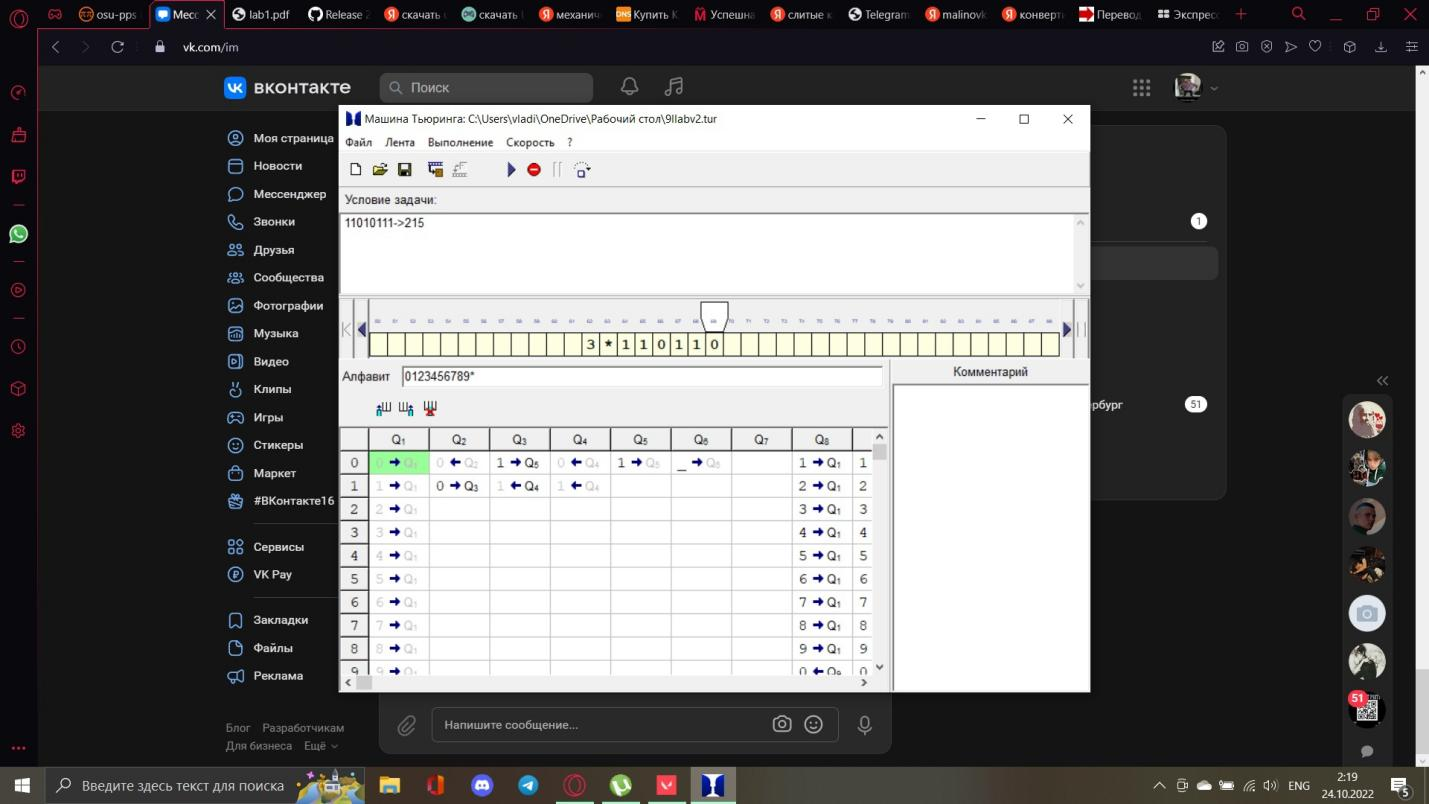 osu-pps
Мессе
lab1.pdf
Release 2
скачать
скачать
механич
Купить К
Успешна
слитые к
Telegram
malinovk
конверти
Перевод
Экспресс
vk.com/im
вконтакте
Поиск
Моя страница
Новости
Мессенджер
Звонки
Друзья
Сообщества
Фотографии
Музыка
Видео
Клипы
Игры
Стикеры
Маркет
#ВКонтакте16
Сервисы
VK Pay
Закладки
Файлы
Реклама
Блог Разработчикам
Для бизнеса Ещё
Машина Тьюринга: C:\Users\vladi\OneDrive\Рабочий стол\9llabv2.tur
Файл Лента Выполнение Скорость ?
Условие задачи:
11010111->215
3 * 1 1 0 1 1 0
Алфавит 0123456789*
Комментарий
Q1 Q2 Q3 Q4 Q5 Q6 Q7 Q8
0 0 → Q1 0 ← Q2 1 → Q5 0 ← Q4 1 → Q5 _ → Q6 1 → Q1 1
1 1 → Q1 0 → Q3 1 ← Q4 1 ← Q4 2 → Q1 2
2 2 → Q1 3 → Q1 3
3 3 → Q1 4 → Q1 4
4 4 → Q1 5 → Q1 5
5 5 → Q1 6 → Q1 6
6 6 → Q1 7 → Q1 7
7 7 → Q1 8 → Q1 8
8 8 → Q1 9 → Q1 9
9 9 → Q1 0 ← Q9 0
1
рбург
51
51
Напишите сообщение...
Введите здесь текст для поиска
ENG
2:19
24.10.2022
5